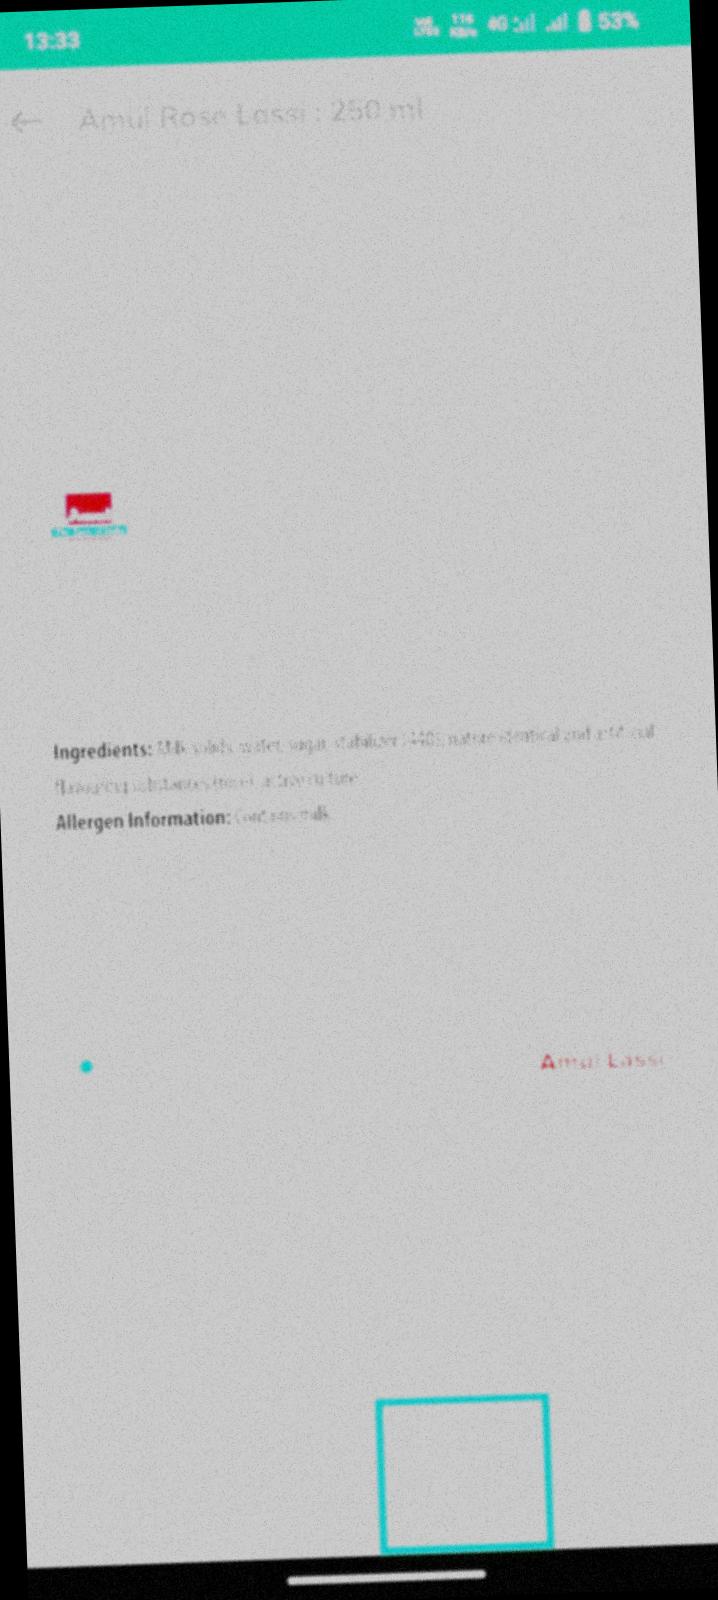 13:33 4G 53%
Amul Rose Lassi : 250 ml
Ingredients: Milk solids, water, sugar, stabilizer (440), nature identical and artificial
flavouring substances
Allergen Information: Contains milk
Amul Lassi